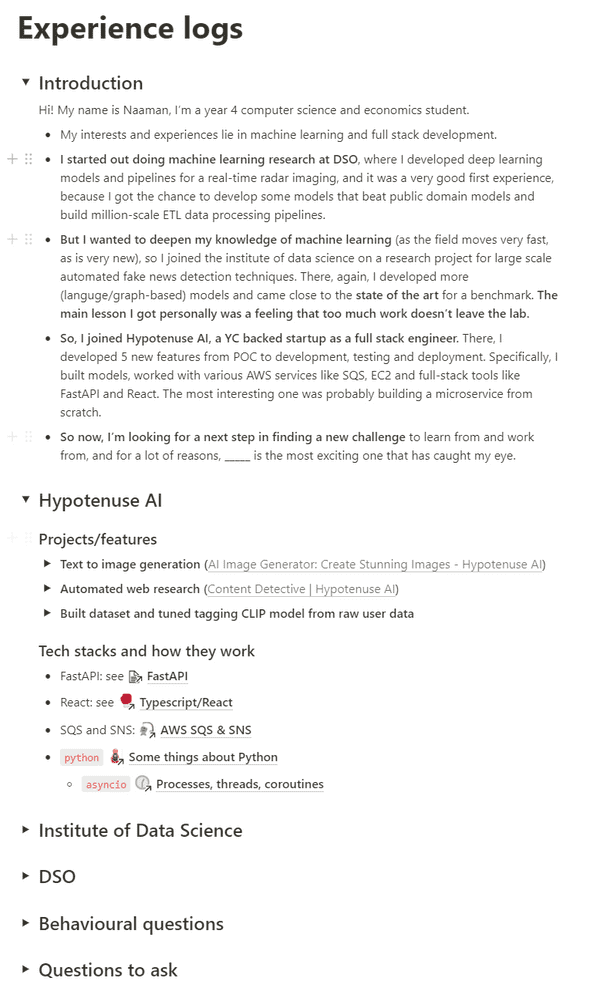 Experience logs
Introduction
Hi! My name is Naaman, I'm a year 4 computer science and economics student.
My interests and experiences lie in machine learning and full stack development.
I started out doing machine learning research at DSO, where I developed deep learning
models and pipelines for a real-time radar imaging, and it was a very good first experience,
because I got the chance to develop some models that beat public domain models and
build million-scale ETL data processing pipelines.
But I wanted to deepen my knowledge of machine learning (as the field moves very fast,
as is very new), so I joined the institute of data science on a research project for large scale
automated fake news detection techniques. There, again, I developed more
(languge/graph-based) models and came close to the state of the art for a benchmark. The
main lesson I got personally was a feeling that too much work doesn't leave the lab.
So, I joined Hypotenuse AI, a YC backed startup as a full stack engineer. There, I
developed 5 new features from POC to development, testing and deployment. Specifically, I
built models, worked with various AWS services like SQS, EC2 and full-stack tools like
FastAPI and React. The most interesting one was probably building a microservice from
scratch.
So now, I'm looking for a next step in finding a new challenge to learn from and work
from, and for a lot of reasons, _____ is the most exciting one that has caught my eye.
Hypotenuse AI
Projects/features
Text to image generation (AI Image Generator: Create Stunning Images - Hypotenuse AI)
Automated web research (Content Detective | Hypotenuse AI)
Built dataset and tuned tagging CLIP model from raw user data
Tech stacks and how they work
FastAPI: see FastAPI
React: see Typescript/React
SQS and SNS: AWS SQS & SNS
python Some things about Python
asyncio Processes, threads, coroutines
Institute of Data Science
DSO
Behavioural questions
Questions to ask